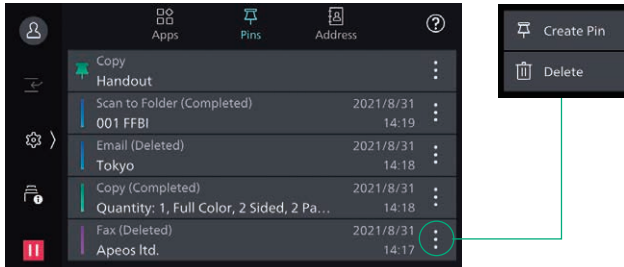 Apps
Pins
Address
Copy
Handout
Scan to Folder (Completed)
2021/8/31
001 FFBI
14:19
Email (Deleted)
2021/8/31
Tokyo
14:18
Copy (Completed)
2021/8/31
Quantity: 1, Full Color, 2 Sided, 2 Pa...
14:18
Fax (Deleted)
2021/8/31
Apeos ltd.
14:17
Create Pin
Delete